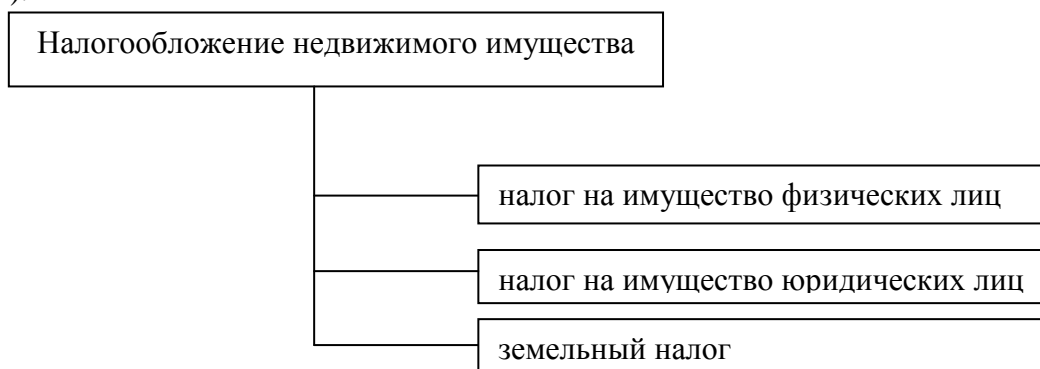 ).
Налогообложение недвижимого имущества
налог на имущество физических лиц
налог на имущество юридических лиц
земельный налог